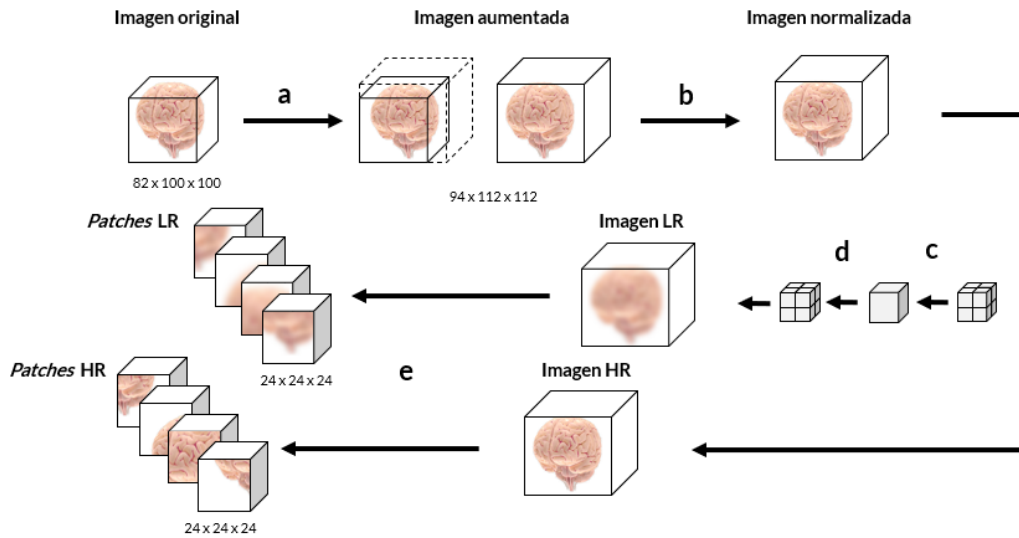 Imagen original
Imagen aumentada
Imagen normalizada
a
b
82 x 100 x 100
94 x 112 x 112
Patches LR
Imagen LR
d
c
24 x 24 x 24
Patches HR
e
Imagen HR
24 x 24 x 24